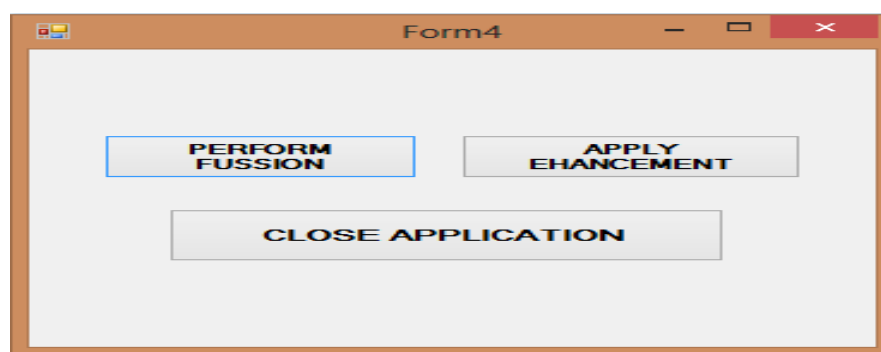 Form4
PERFORM
FUSSION
APPLY
EHANCEMENT
CLOSE APPLICATION